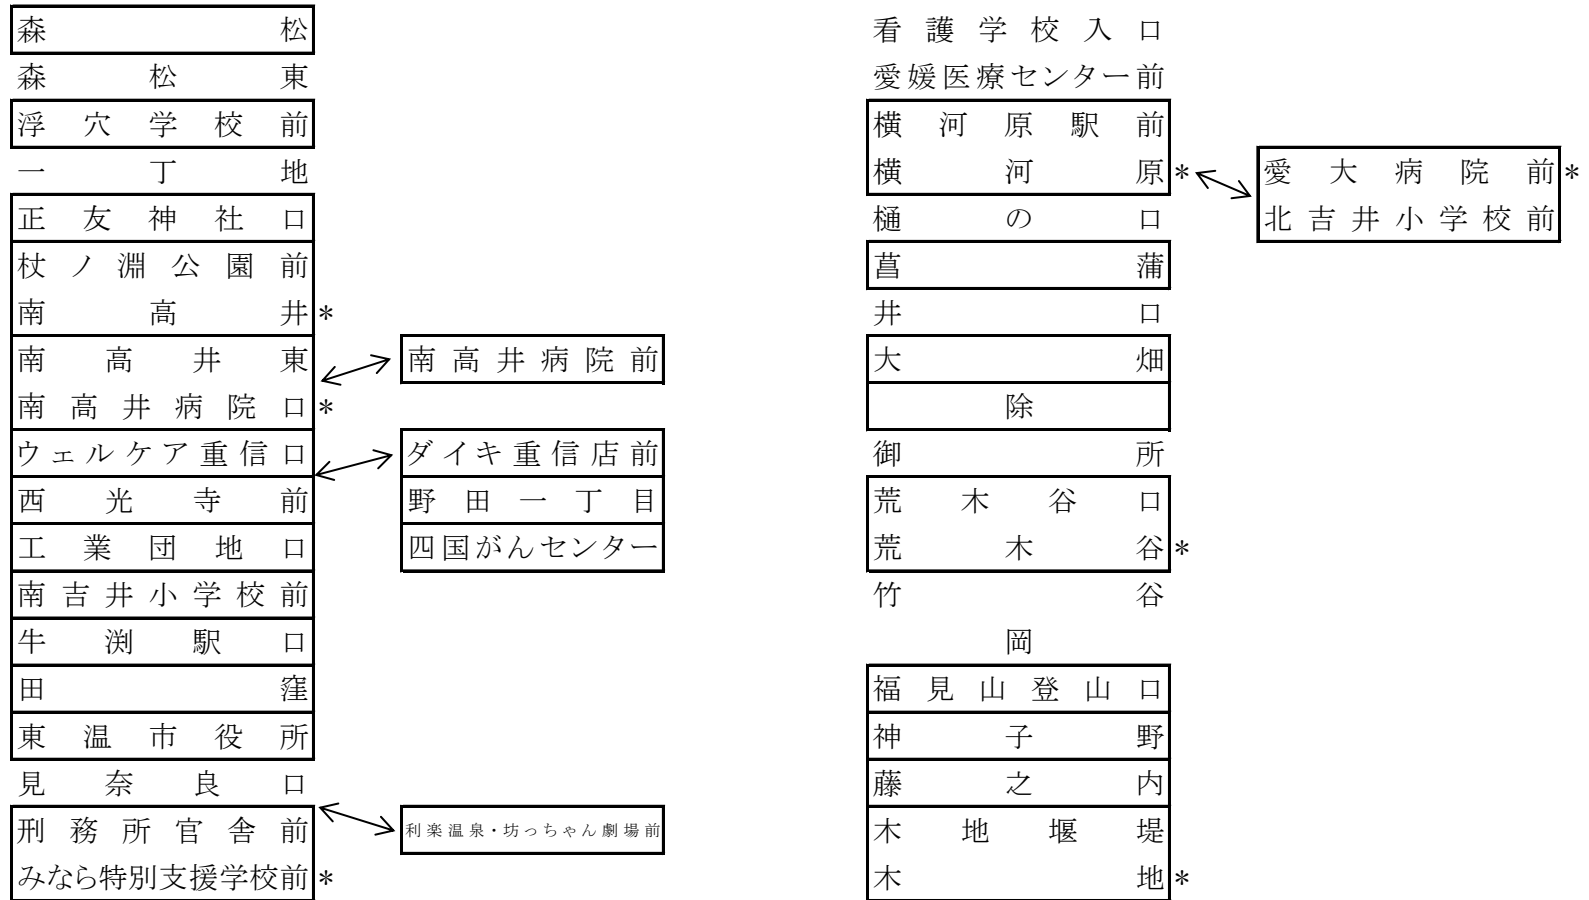 森松
森松東
浮穴学校前
一丁地
正友神社口
杖ノ淵公園前
南高井*
南高井東
南高井病院口*
ウェルケア重信口
西光寺前
工業団地口
南吉井小学校前
牛渕駅口
田窪
東温市役所
見奈良口
刑務所官舎前
みなら特別支援学校前*
南高井病院前
ダイキ重信店前
野田一丁目
四国がんセンター
利楽温泉・坊っちゃん劇場前
看護学校入口
愛媛医療センター前
横河原駅前
横河原*
樋の口
菖蒲
井口
大畑
除
御所
荒木谷口
荒木谷*
竹谷
岡
福見山登山口
神子野
藤之内
木地堰堤
木地*
愛大病院前*
北吉井小学校前